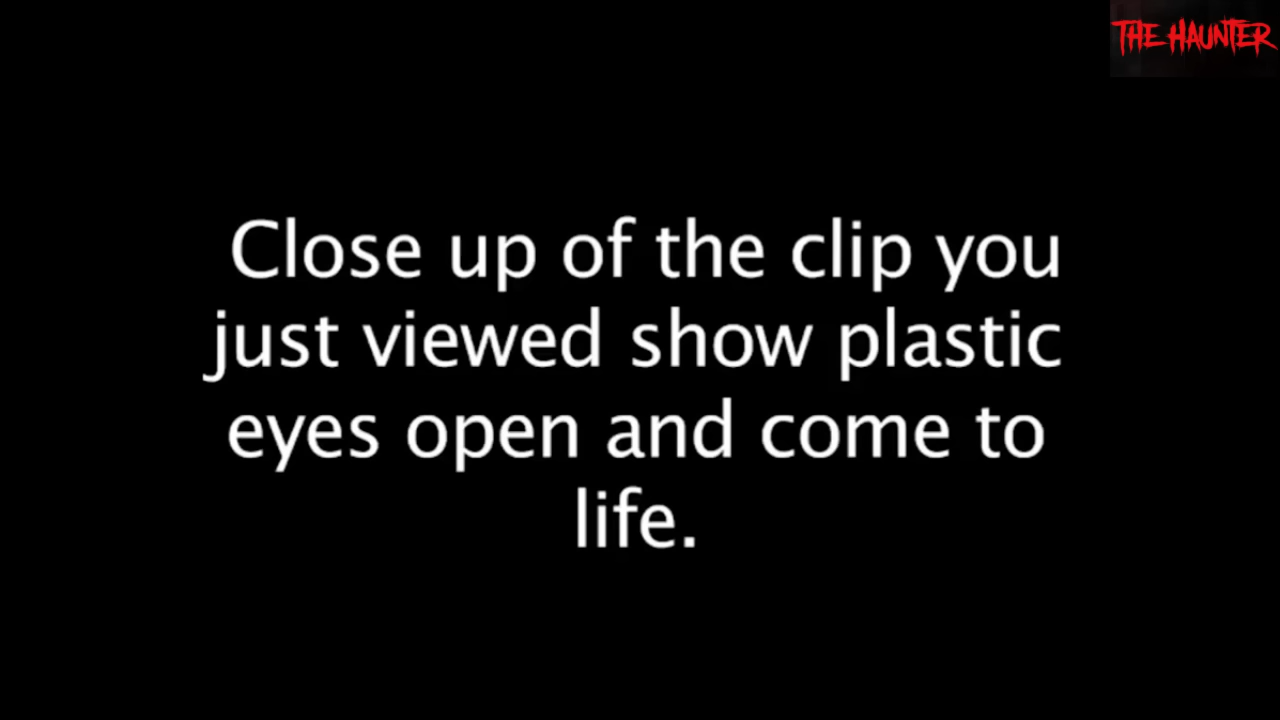 THE HAUNTER
Close up of the clip you
just viewed show plastic
eyes open and come to
life.